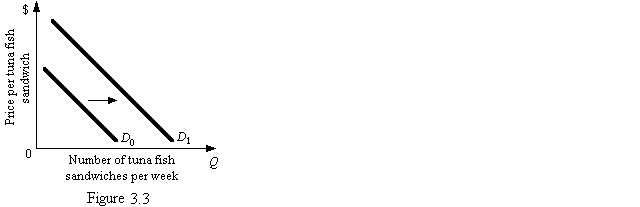 $
Price per tuna fish
sandwich
D0
D1
0
Number of tuna fish
sandwiches per week
Q
Figure 3.3